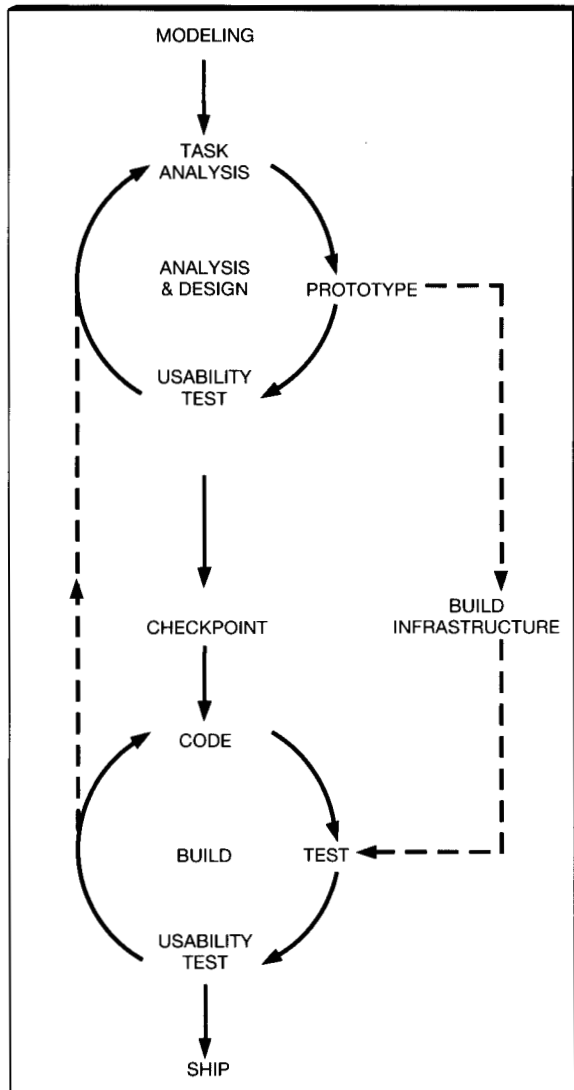 MODELING
TASK
ANALYSIS
ANALYSIS
& DESIGN
PROTOTYPE
USABILITY
TEST
CHECKPOINT
BUILD
INFRASTRUCTURE
CODE
BUILD
TEST
USABILITY
TEST
SHIP